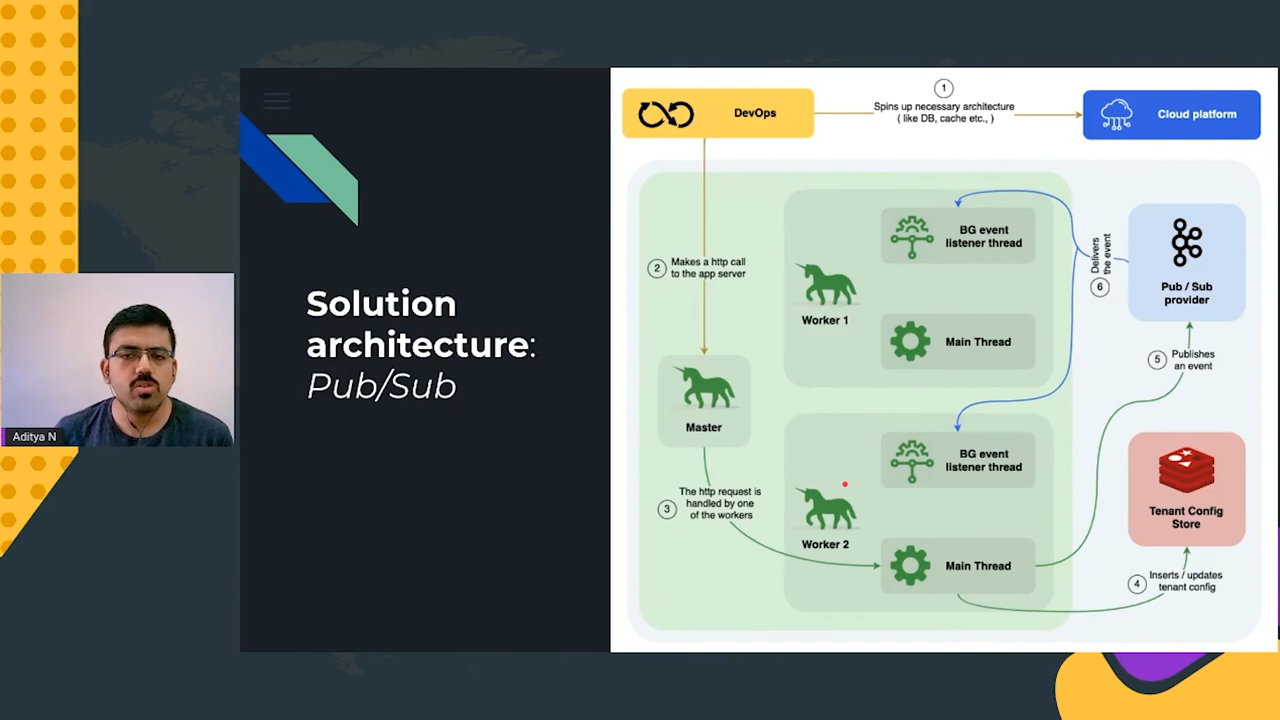 Solution
architecture:
Pub/Sub
Aditya N
DevOps
1
Spins up necessary architecture
( like DB, cache etc., )
Cloud platform
2
Makes a http call
to the app server
Master
3
The http request is
handled by one
of the workers
BG event
listener thread
Worker 1
Main Thread
BG event
listener thread
Worker 2
Main Thread
Delivers
the event
6
Pub / Sub
provider
5
Publishes
an event
Tenant Config
Store
4
Inserts / updates
tenant config